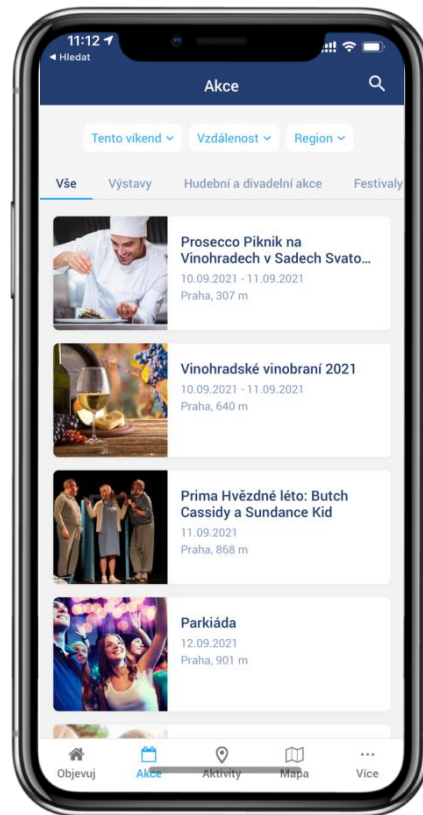 11:12
◀ Hledat
Akce
Tento víkend
Vzdálenost
Region
Vše
Výstavy
Hudební a divadelní akce
Festivaly
Prosecco Piknik na
Vinohradech v Sadech Svato...
10.09.2021 - 11.09.2021
Praha, 307 m
Vinohradské vinobraní 2021
10.09.2021 - 11.09.2021
Praha, 640 m
Prima Hvězdné léto: Butch
Cassidy a Sundance Kid
11.09.2021
Praha, 868 m
Parkiáda
12.09.2021
Praha, 901 m
Objevuj
Akce
Aktivity
Mapa
Více